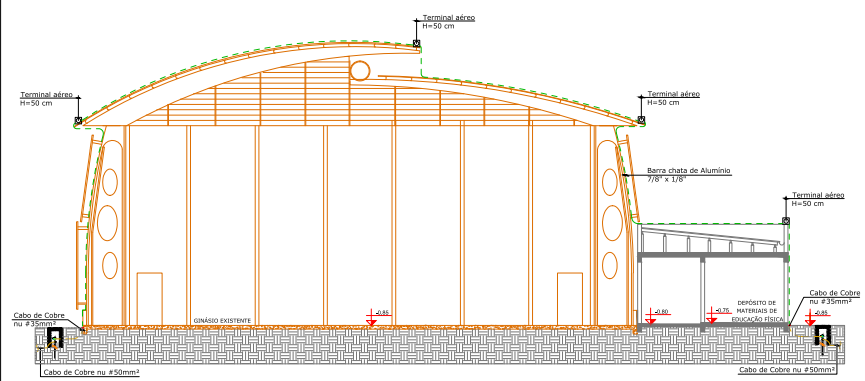 Terminal aéreo
H=50 cm
Terminal aéreo
H=50 cm
Terminal aéreo
H=50 cm
Barra chata de Alumínio
7/8" x 1/8"
Terminal aéreo
H=50 cm
Cabo de Cobre
nu #35mm²
GINÁSIO EXISTENTE
-0,85
-0,80
-0,75
DEPÓSITO DE
MATERIAIS DE
EDUCAÇÃO FÍSICA
-0,85
Cabo de Cobre
nu #35mm²
Cabo de Cobre nu #50mm²
Cabo de Cobre nu #50mm²